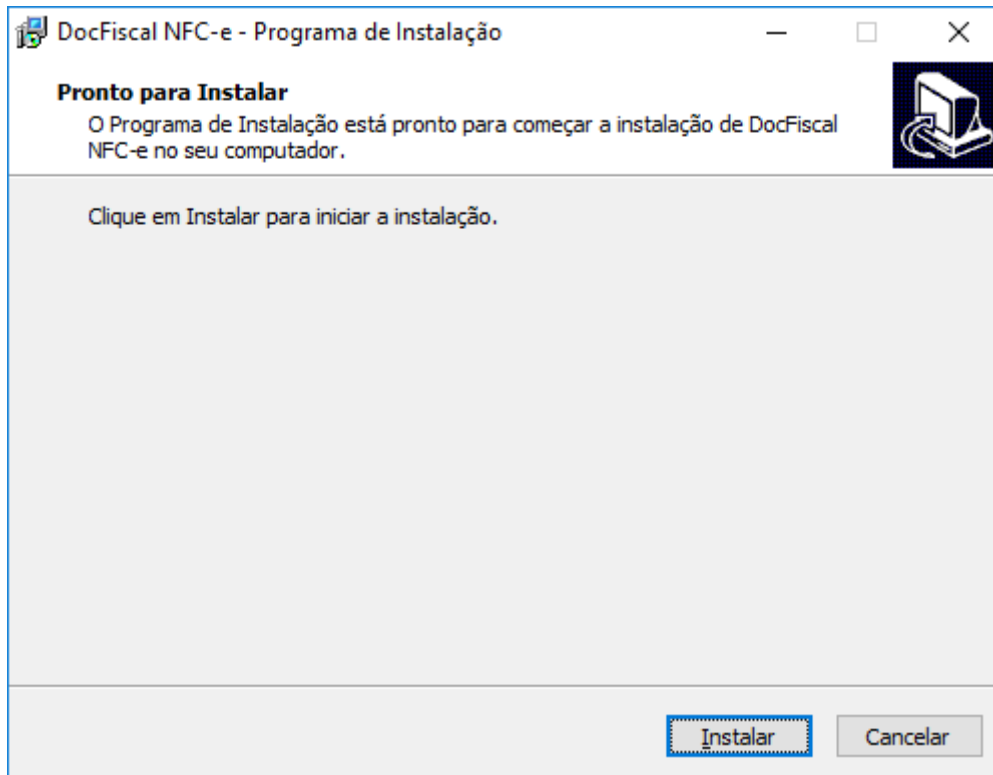 DocFiscal NFC-e - Programa de Instalação
Pronto para Instalar
O Programa de Instalação está pronto para começar a instalação de DocFiscal
NFC-e no seu computador.
Clique em Instalar para iniciar a instalação.
Instalar
Cancelar